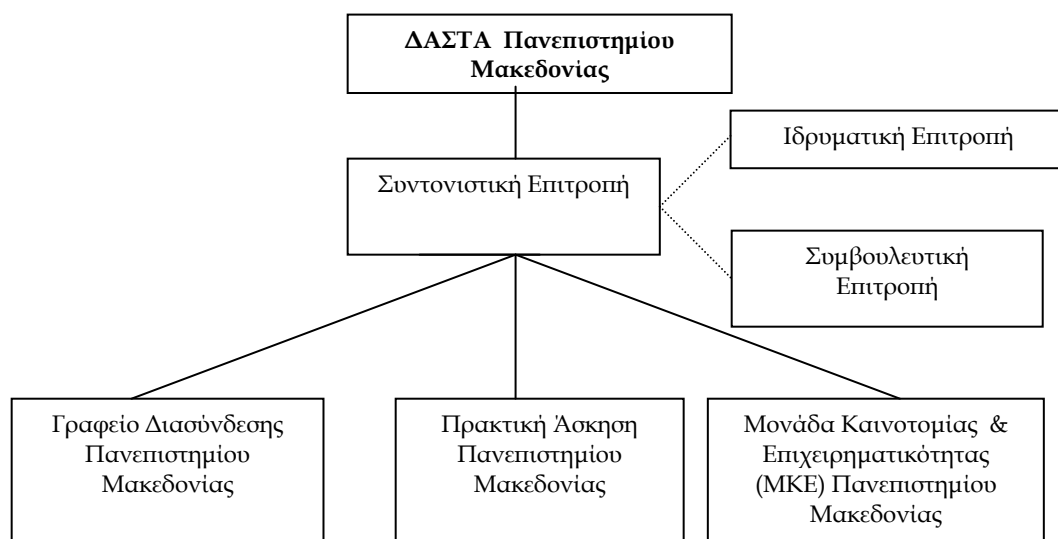 ΔΑΣΤΑ Πανεπιστημίου
Μακεδονίας
Ιδρυματική Επιτροπή
Συντονιστική Επιτροπή
Συμβουλευτική
Επιτροπή
Γραφείο Διασύνδεσης
Πανεπιστημίου
Μακεδονίας
Πρακτική Άσκηση
Πανεπιστημίου
Μακεδονίας
Μονάδα Καινοτομίας &
Επιχειρηματικότητας
(ΜΚΕ) Πανεπιστημίου
Μακεδονίας